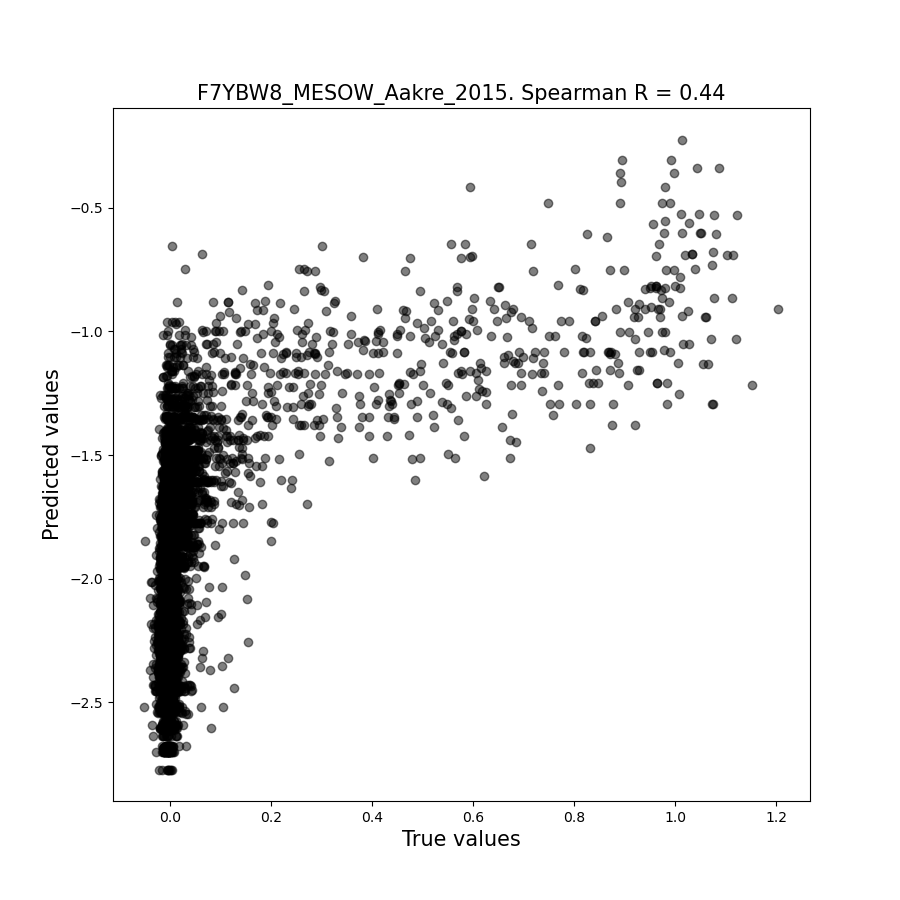 F7YBW8_MESOW_Aakre_2015. Spearman R = 0.44
Predicted values
−0.5
−1.0
−1.5
−2.0
−2.5
0.0 0.2 0.4 0.6 0.8 1.0 1.2
True values